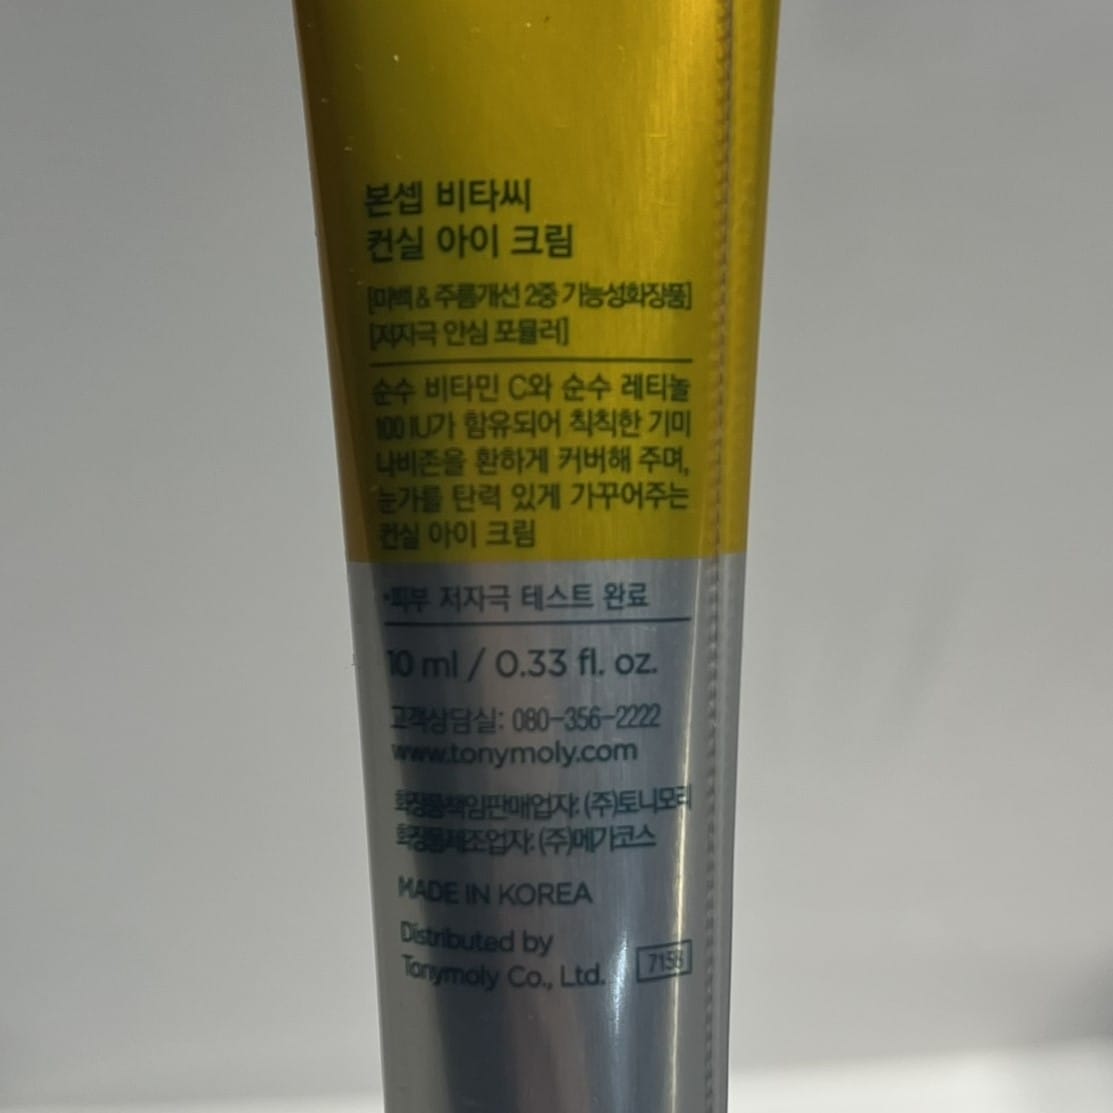 본셉 비타씨
컨실 아이 크림
[미백 & 주름개선 2중 기능성화장품]
[저자극 안심 포뮬러]
순수 비타민 C와 순수 레티놀
100 IU가 함유되어 칙칙한 기미
나비존을 환하게 커버해 주며,
눈가를 탄력 있게 가꾸어주는
컨실 아이 크림
•피부 저자극 테스트 완료
10 ml / 0.33 fl. oz.
고객상담실: 080-356-2222
www.tonymoly.com
화장품책임판매업자: (주)토니모리
화장품제조업자: (주)메가코스
MADE IN KOREA
Distributed by
Tonymoly Co., Ltd.